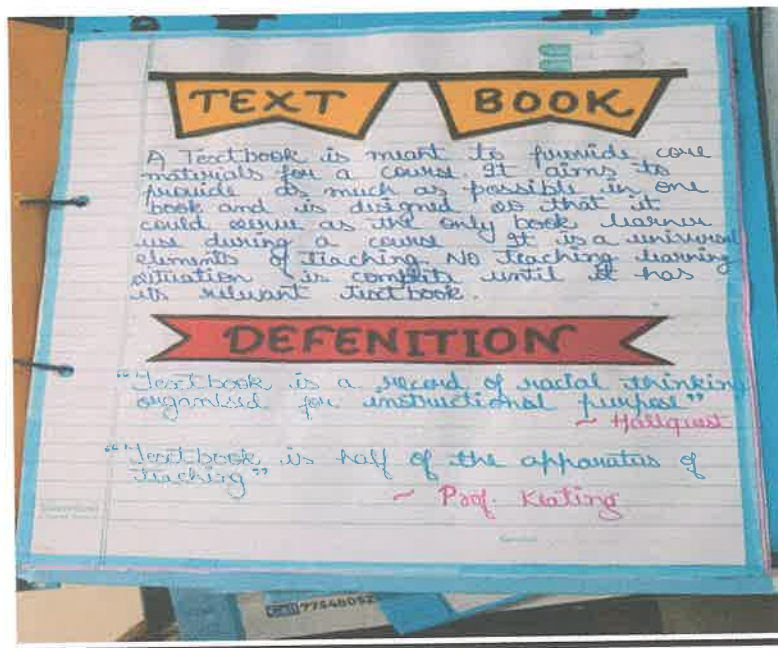 TEXT BOOK
A Textbook is meant to provide core
materials for a course. It aims to
provide as much as possible in one
book and is designed so that it
could serve as the only book learner
use during a course It is a universal
elements of teaching. No teaching learning
situation is complete until it has
its relevant textbook.
DEFENITION
"Textbook is a record of racial thinking
organised for instructional purpose"
~ Hallquest
"Textbook is half of the apparatus of
teaching"
~ Prof. Keating